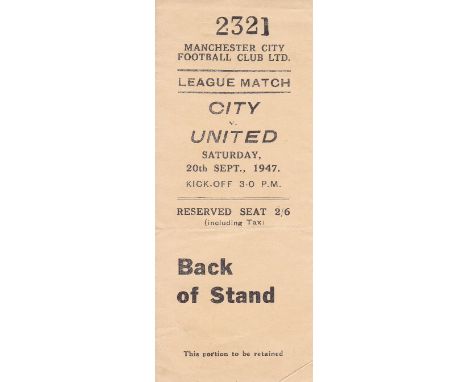 2321
MANCHESTER CITY
FOOTBALL CLUB LTD.
LEAGUE MATCH
CITY
v.
UNITED
SATURDAY,
20th SEPT., 1947.
KICK-OFF 3-0 P.M.
RESERVED SEAT 2/6
(including Tax)
Back
of Stand
This portion to be retained